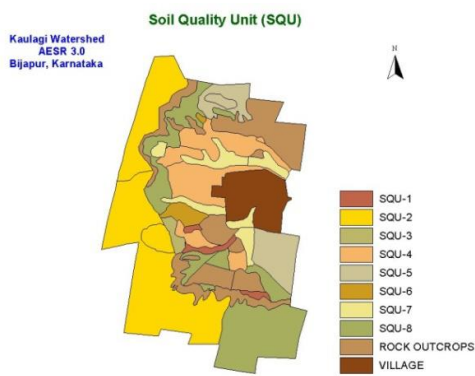 Soil Quality Unit (SQU)
Kaulagi Watershed
AESR 3.0
Bijapur, Karnataka
N
SQU-1
SQU-2
SQU-3
SQU-4
SQU-5
SQU-6
SQU-7
SQU-8
ROCK OUTCROPS
VILLAGE